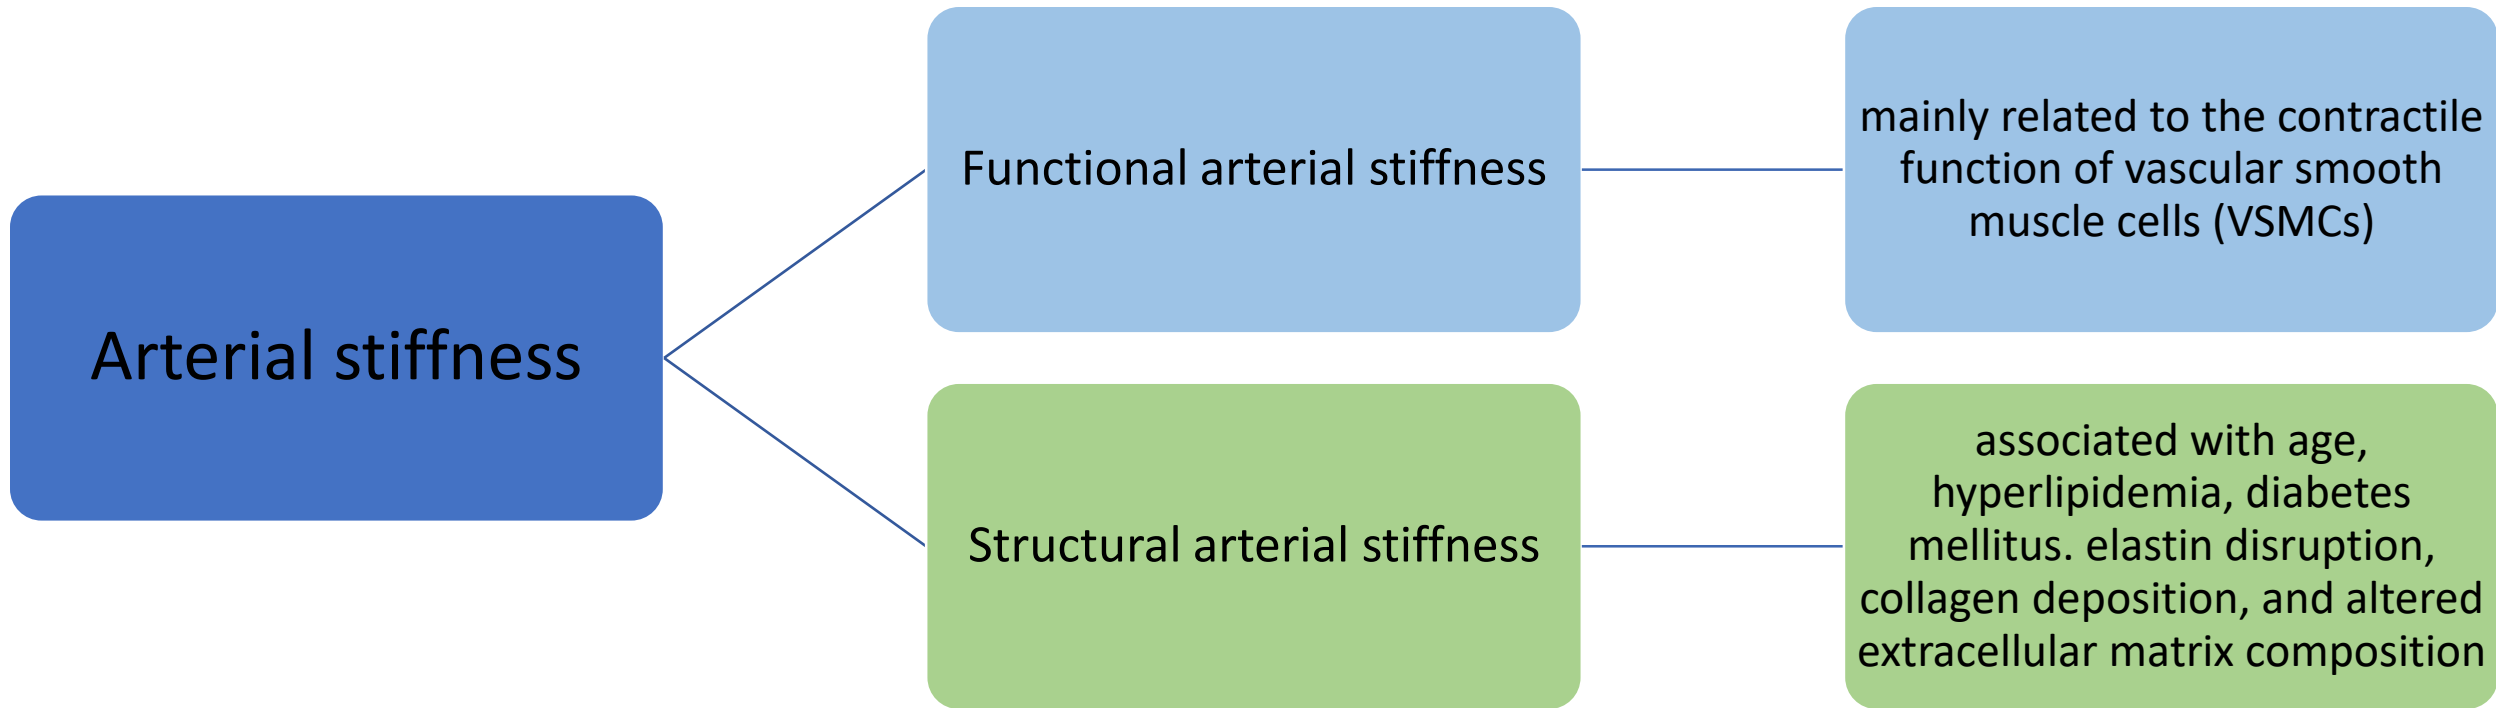 Arterial stiffness
Functional arterial stiffness
mainly related to the contractile
function of vascular smooth
muscle cells (VSMCs)
Structural arterial stiffness
associated with age,
hyperlipidemia, diabetes
mellitus. elastin disruption,
collagen deposition, and altered
extracellular matrix composition